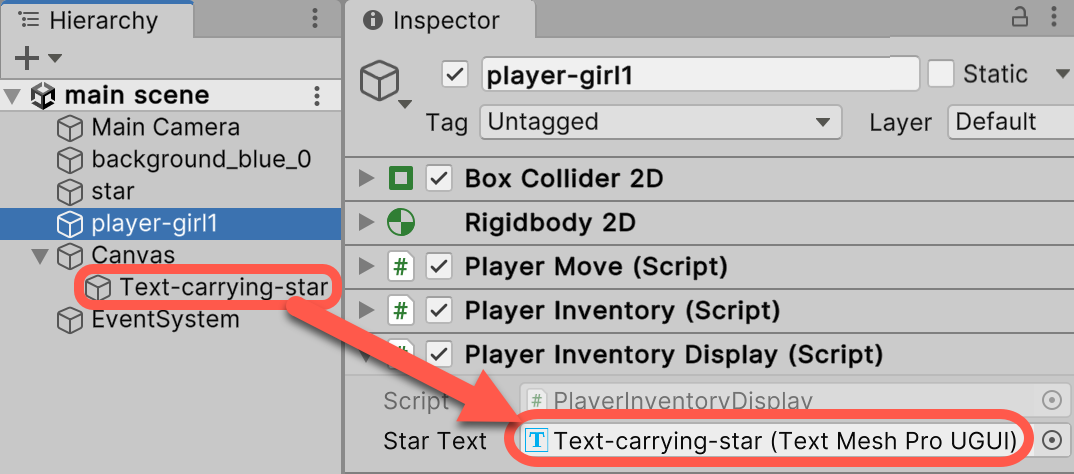 Hierarchy
main scene
Main Camera
background_blue_0
star
player-girl1
Canvas
Text-carrying-star
EventSystem
Inspector
player-girl1
Static
Tag Untagged Layer Default
Box Collider 2D
Rigidbody 2D
# Player Move (Script)
# Player Inventory (Script)
# Player Inventory Display (Script)
Script # PlayerInventoryDisplay
Star Text T Text-carrying-star (Text Mesh Pro UGUI)